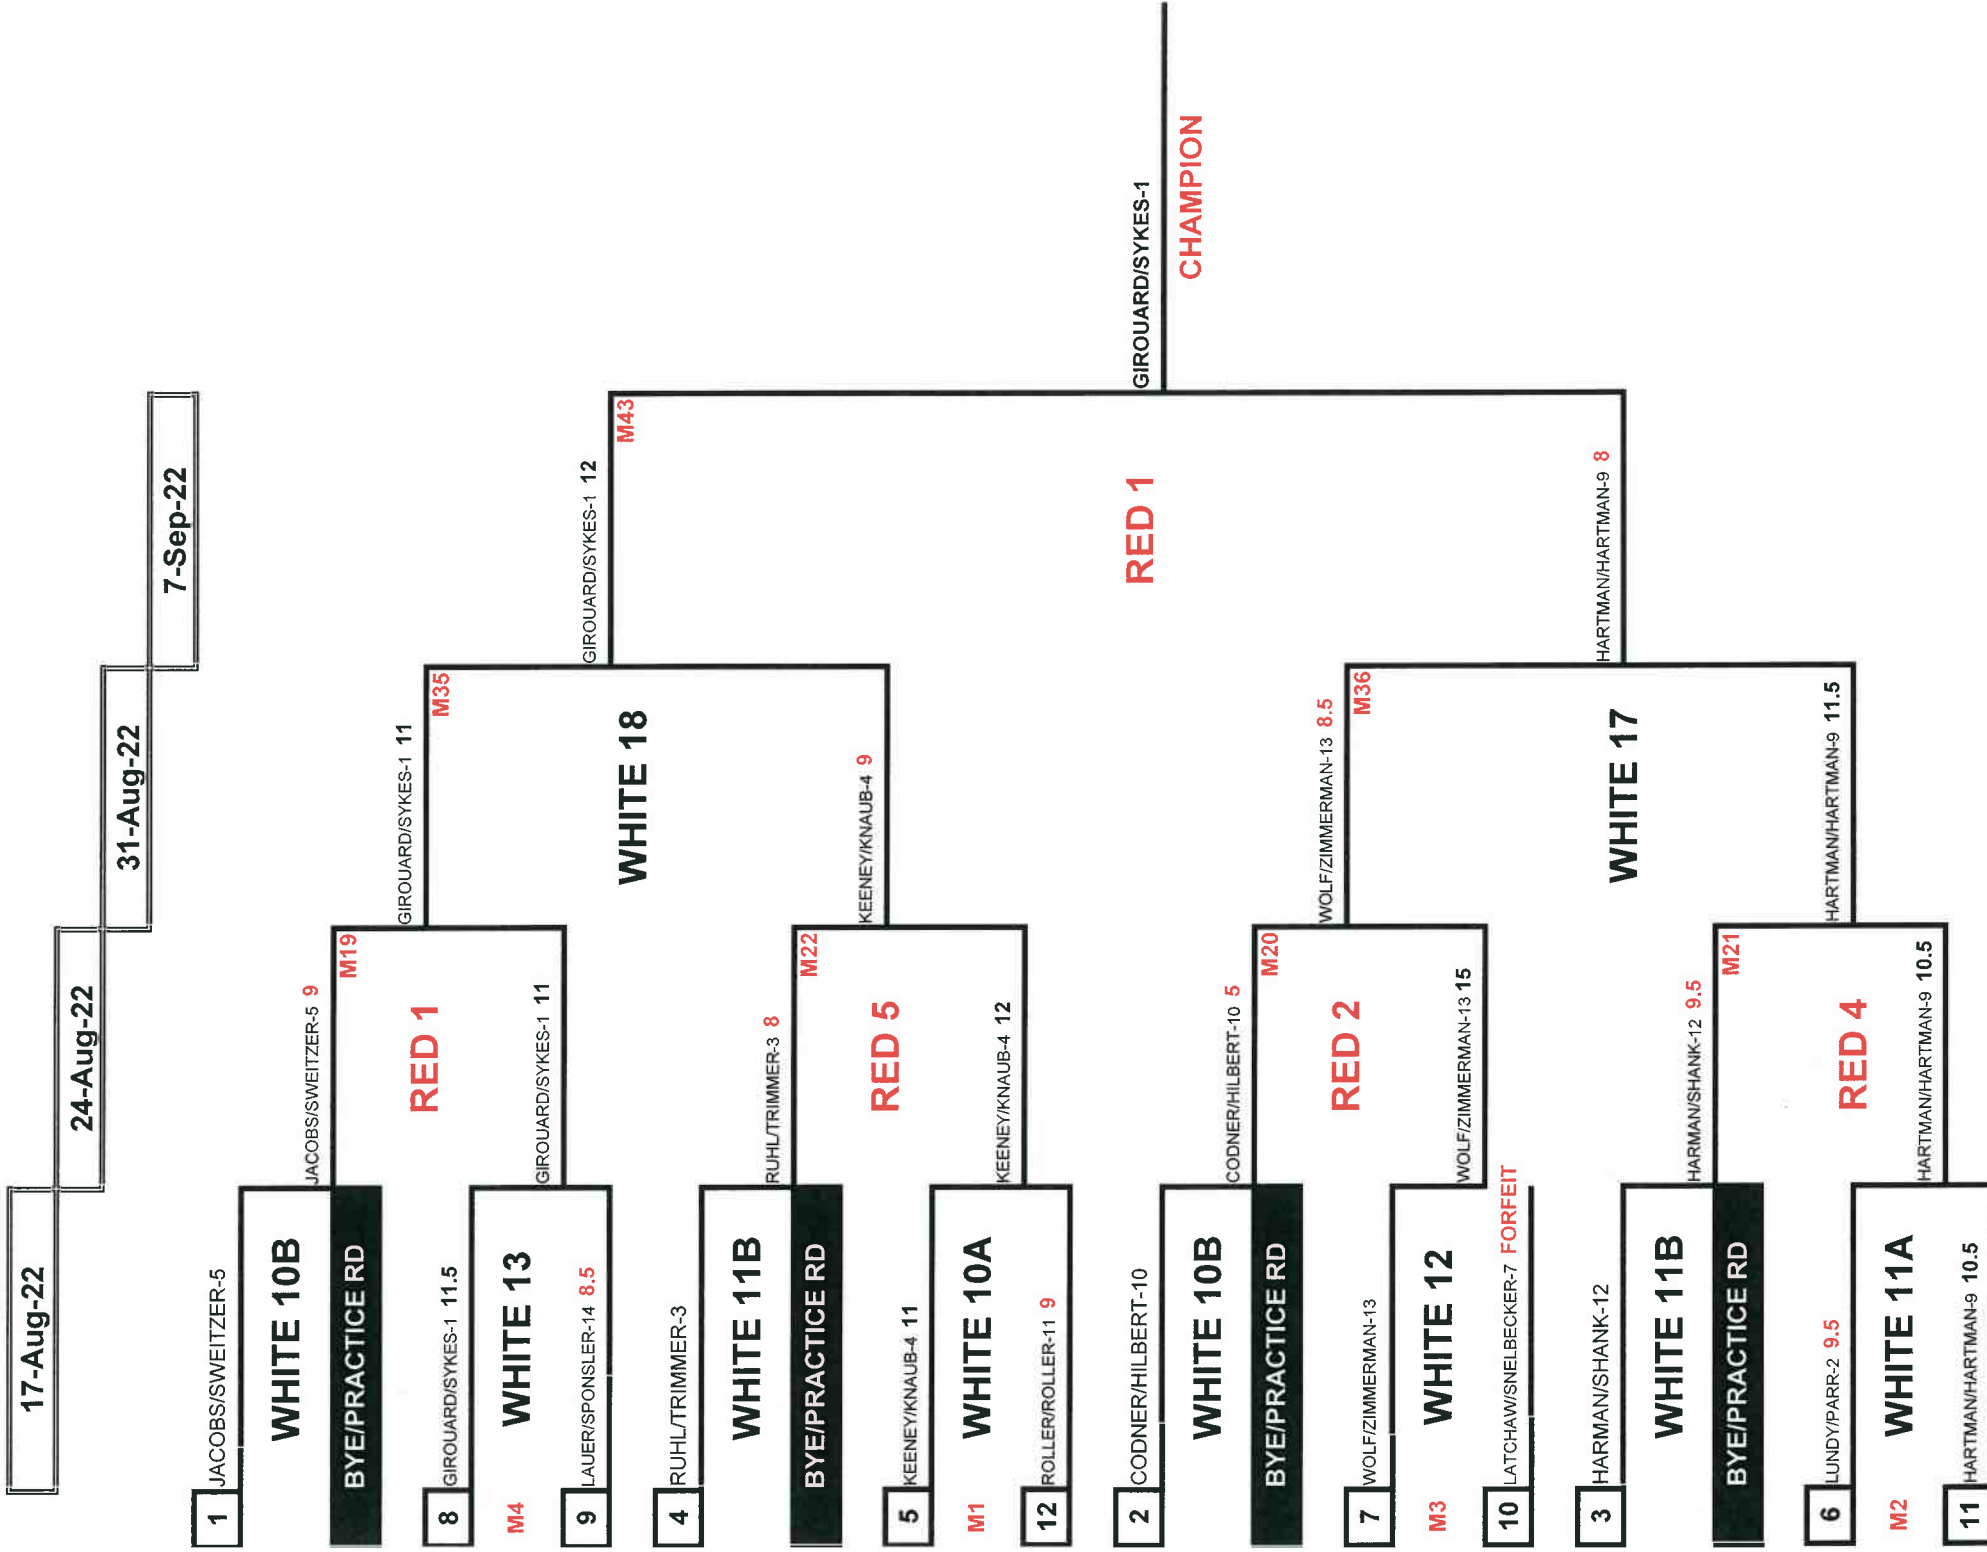 17-Aug-22
24-Aug-22
31-Aug-22
7-Sep-22
1 JACOBS/SWEITZER-5
WHITE 10B
BYE/PRACTICE RD
8 GIROUARD/SYKES-1 11.5
M4 WHITE 13
9 LAUER/SPONSLER-14 8.5
4 RUHL/TRIMMER-3
WHITE 11B
BYE/PRACTICE RD
5 KEENEY/KNAUB-4 11
M1 WHITE 10A
12 ROLLER/ROLLER-11 9
2 CODNER/HILBERT-10
WHITE 10B
BYE/PRACTICE RD
7 WOLF/ZIMMERMAN-13
M3 WHITE 12
10 LATCHAW/SNELBECKER-7 FORFEIT
3 HARMAN/SHANK-12
WHITE 11B
BYE/PRACTICE RD
6 LUNDY/PARR-2 9.5
M2 WHITE 11A
11 HARTMAN/HARTMAN-9 10.5
JACOBS/SWEITZER-5 9
M19
RED 1
GIROUARD/SYKES-1 11
RUHL/TRIMMER-3 8
M22
RED 5
KEENEY/KNAUB-4 12
CODNER/HILBERT-10 5
M20
RED 2
WOLF/ZIMMERMAN-13 15
HARMAN/SHANK-12 9.5
M21
RED 4
HARTMAN/HARTMAN-9 10.5
GIROUARD/SYKES-1 11
M35
WHITE 18
KEENEY/KNAUB-4 9
WOLF/ZIMMERMAN-13 8.5
M36
WHITE 17
HARTMAN/HARTMAN-9 11.5
GIROUARD/SYKES-1 12
M43
RED 1
HARTMAN/HARTMAN-9 8
GIROUARD/SYKES-1
CHAMPION